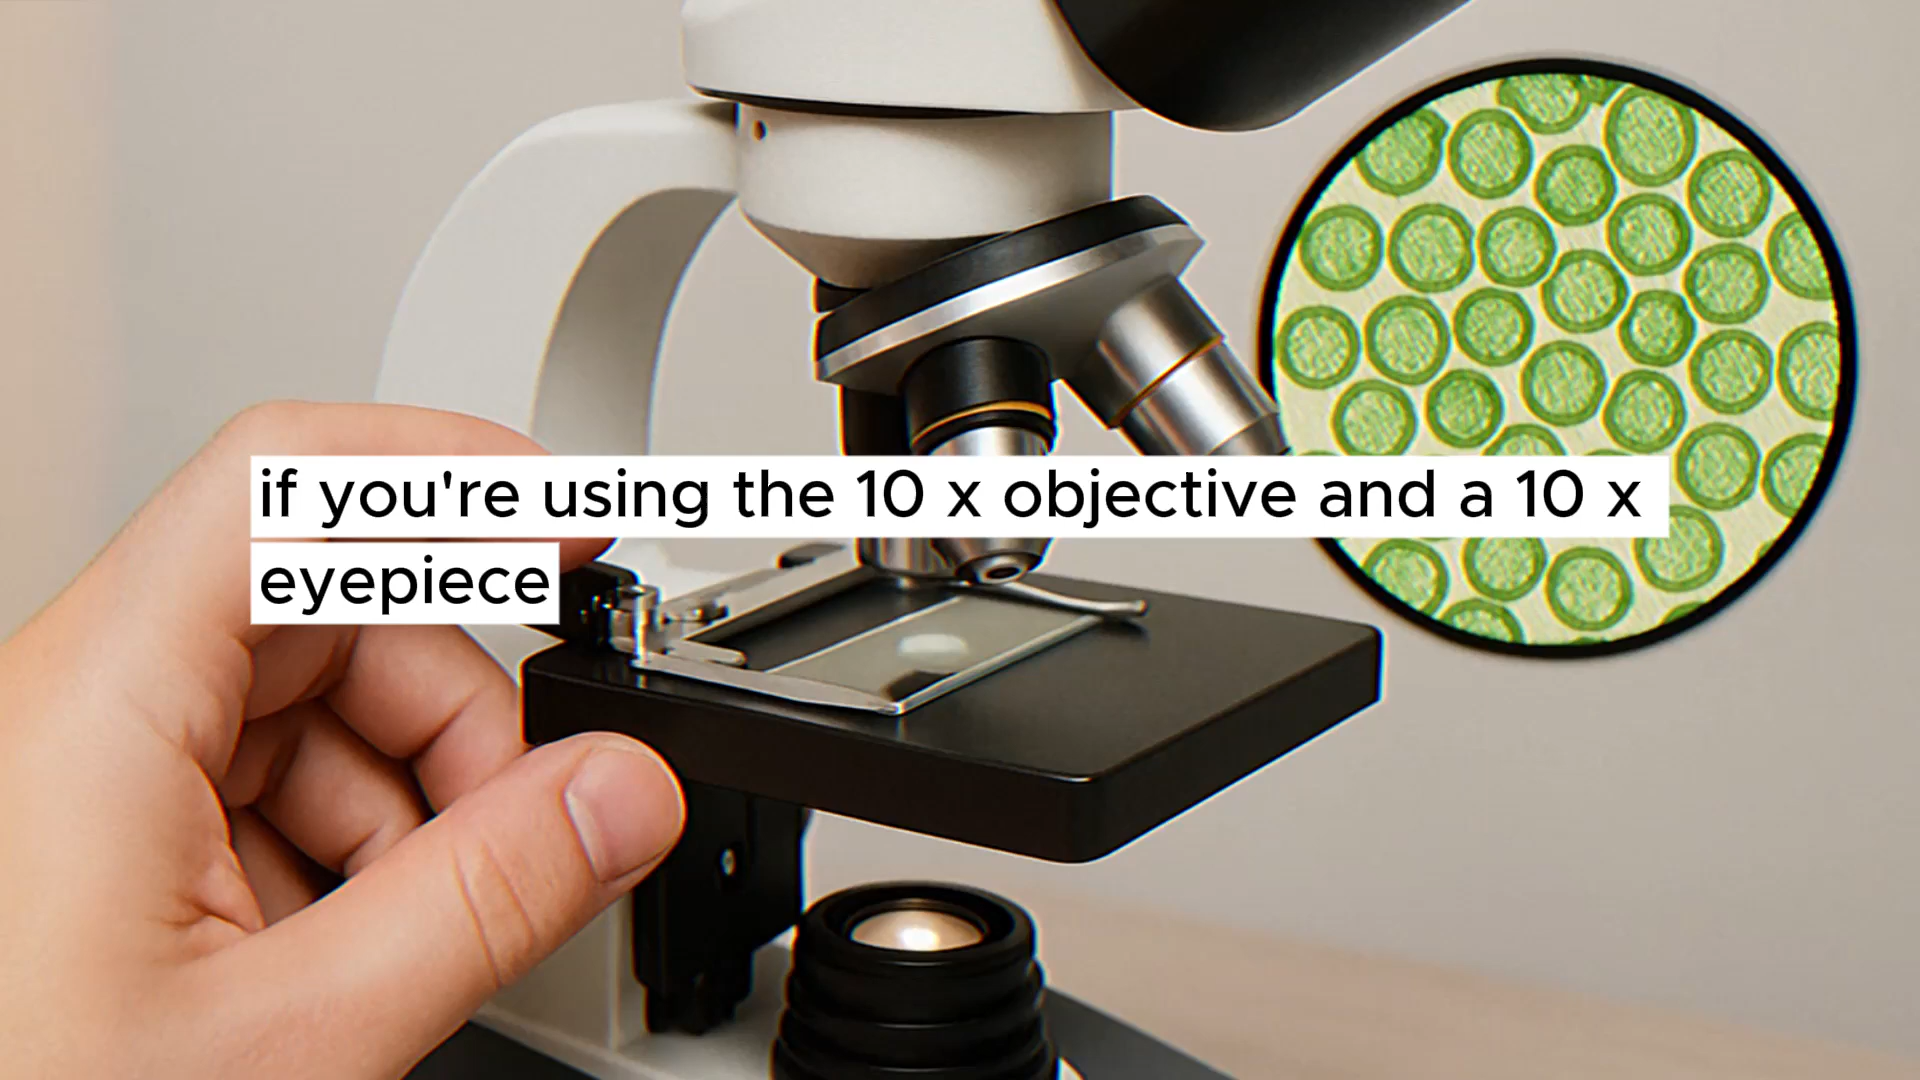 if you're using the 10 x objective and a 10 x
eyepiece